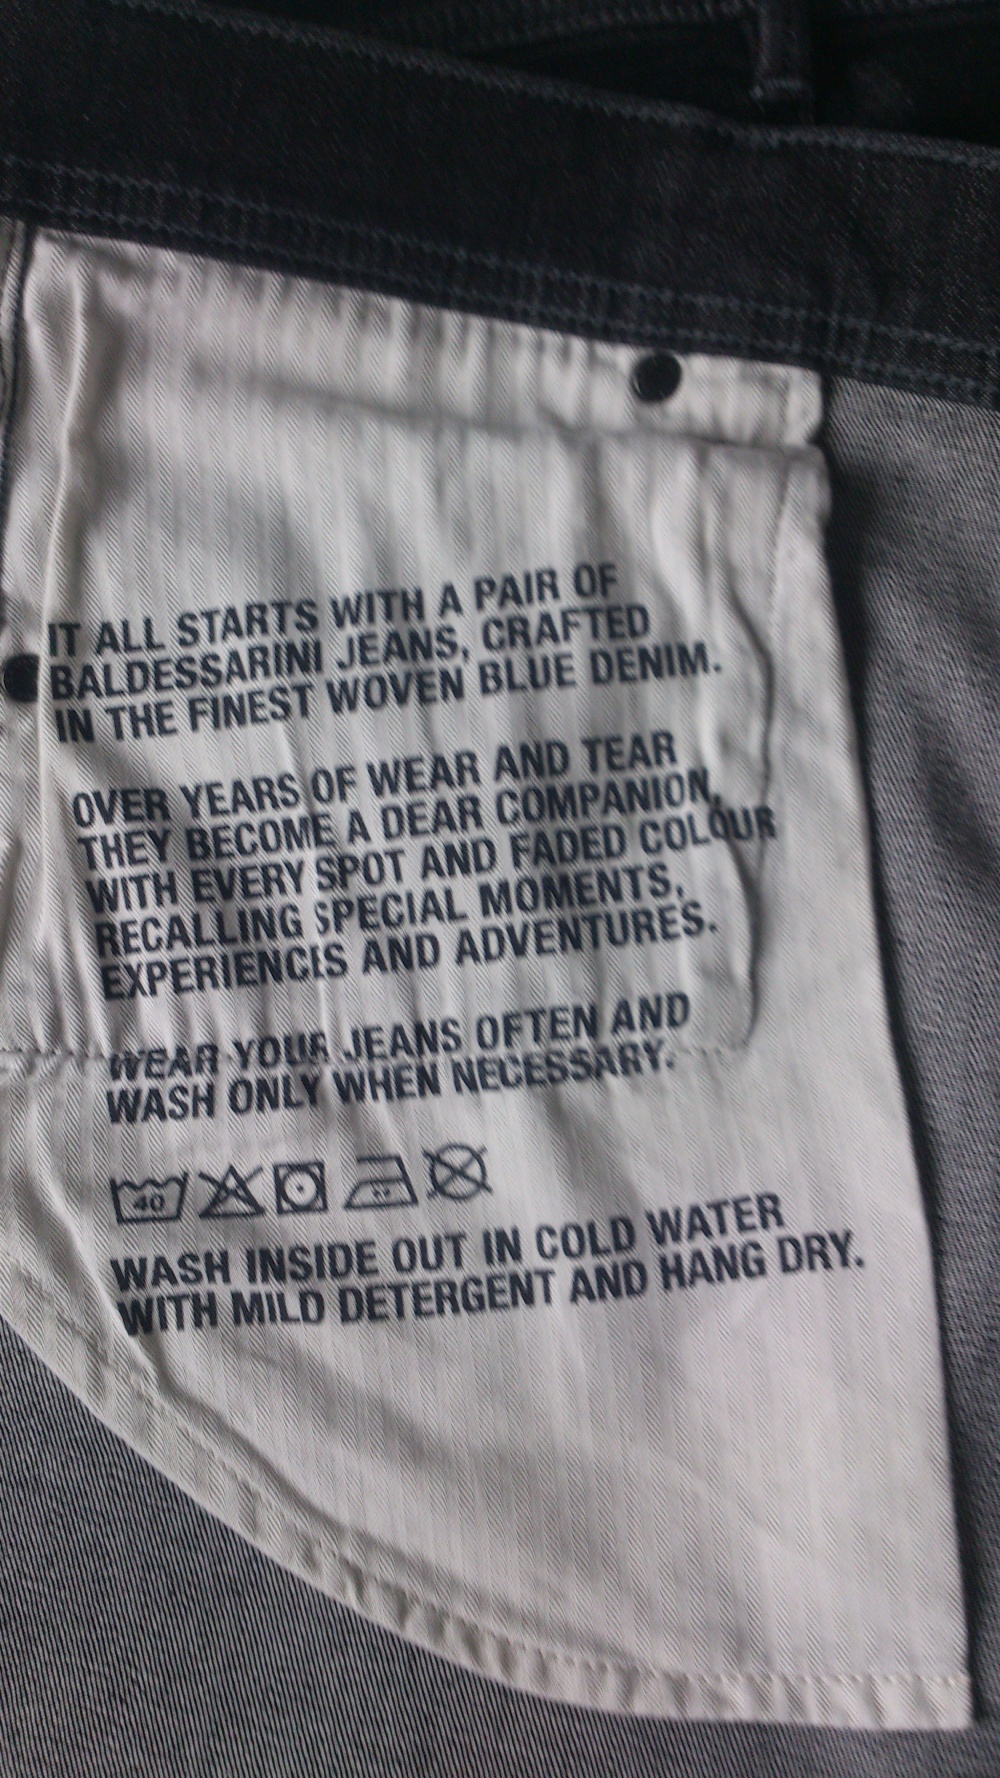 IT ALL STARTS WITH A PAIR OF
BALDESSARINI JEANS, CRAFTED
IN THE FINEST WOVEN BLUE DENIM.
OVER YEARS OF WEAR AND TEAR
THEY BECOME A DEAR COMPANION,
WITH EVERY SPOT AND FADED COLOUR
RECALLING SPECIAL MOMENTS,
EXPERIENCES AND ADVENTURES.
WEAR YOUR JEANS OFTEN AND
WASH ONLY WHEN NECESSARY.
40
WASH INSIDE OUT IN COLD WATER
WITH MILD DETERGENT AND HANG DRY.